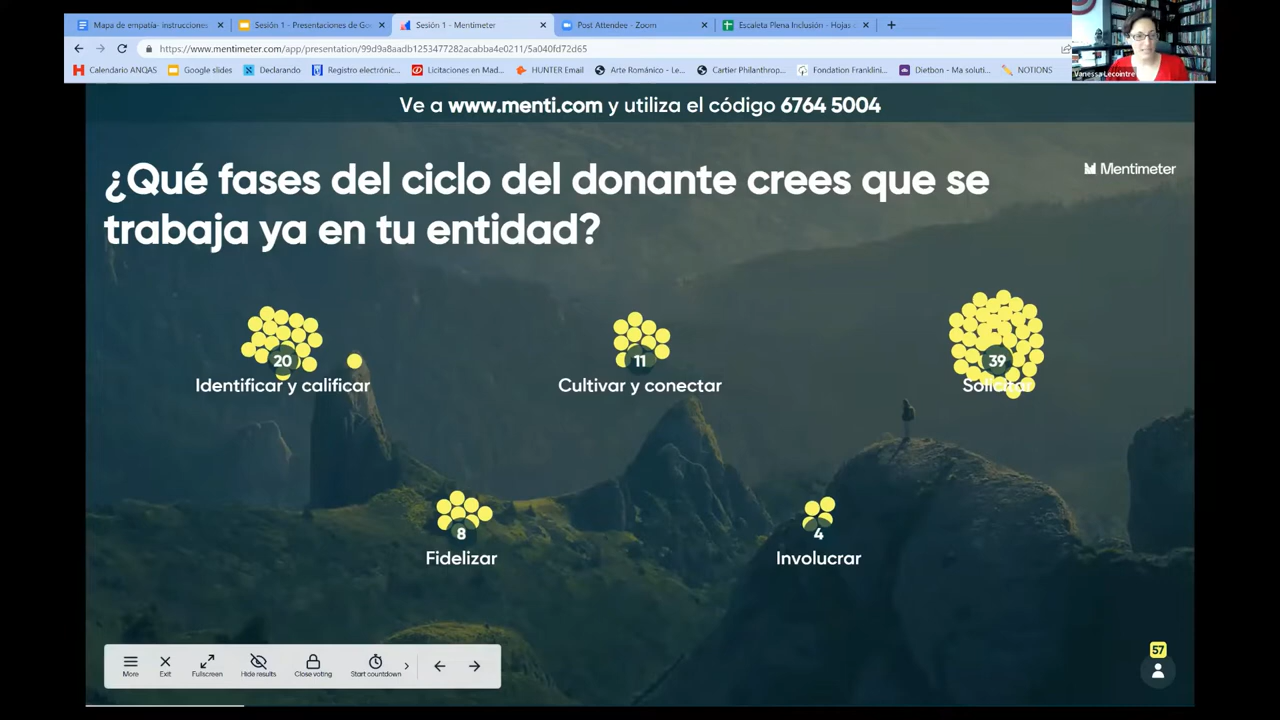 Mapa de empatía- instrucciones
Sesión 1 - Presentaciones de Go
Sesión 1 - Mentimeter
Post Attendee - Zoom
Escaleta Plena Inclusión - Hojas
https://www.mentimeter.com/app/presentation/99d9a8aadb1253477282acabba4e0211/5a040fd72d65
Calendario ANQAS
Google slides
Declarando
Registro electrónic...
Licitaciones en Mad...
HUNTER Email
Arte Románico - Le...
Cartier Philanthrop...
Fondation Franklini...
Dietbon - Ma soluti...
NOTIONS
Vanessa Lecointre
Ve a www.menti.com y utiliza el código 6764 5004
¿Qué fases del ciclo del donante crees que se
trabaja ya en tu entidad?
Mentimeter
20
Identificar y calificar
11
Cultivar y conectar
39
Solicitar
8
Fidelizar
4
Involucrar
More
Exit
Fullscreen
Hide results
Close voting
Start countdown
57